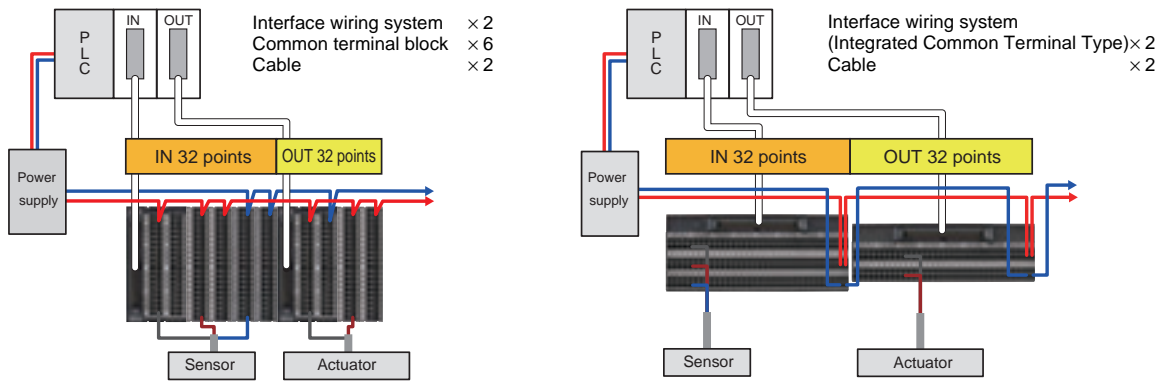 IN OUT
P
L
C
Interface wiring system ×2
Common terminal block ×6
Cable ×2
IN 32 points
OUT 32 points
Power
supply
Sensor
Actuator
IN OUT
P
L
C
Interface wiring system
(Integrated Common Terminal Type)×2
Cable ×2
IN 32 points
OUT 32 points
Power
supply
Sensor
Actuator